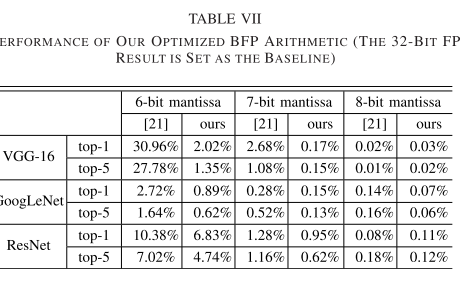 TABLE VII
ERFORMANCE OF OUR OPTIMIZED BFP ARITHMETIC (THE 32-BIT FP
RESULT IS SET AS THE BASELINE)
6-bit mantissa 7-bit mantissa 8-bit mantissa
[21] ours [21] ours [21] ours
VGG-16 top-1 30.96% 2.02% 2.68% 0.17% 0.02% 0.03%
top-5 27.78% 1.35% 1.08% 0.15% 0.01% 0.02%
GoogLeNet top-1 2.72% 0.89% 0.28% 0.15% 0.14% 0.07%
top-5 1.64% 0.62% 0.52% 0.13% 0.16% 0.06%
ResNet top-1 10.38% 6.83% 1.28% 0.95% 0.08% 0.11%
top-5 7.02% 4.74% 1.16% 0.62% 0.18% 0.12%